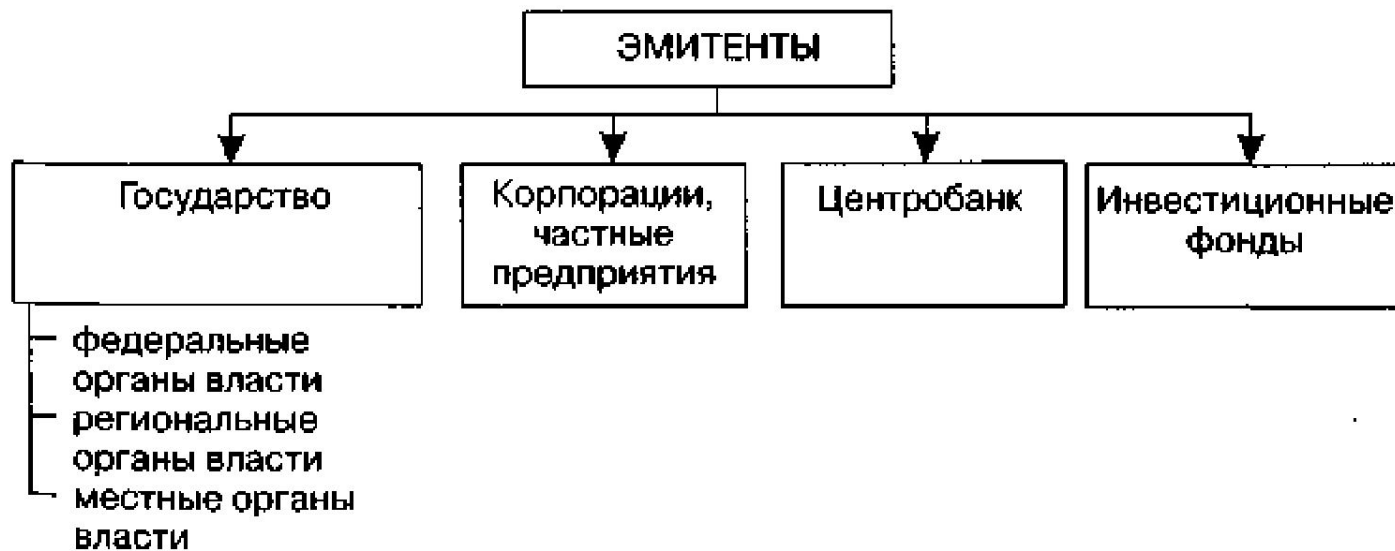 ЭМИТЕНТЫ
Государство
федеральные
органы власти
региональные
органы власти
местные органы
власти
Корпорации,
частные
предприятия
Центробанк
Инвестиционные
фонды